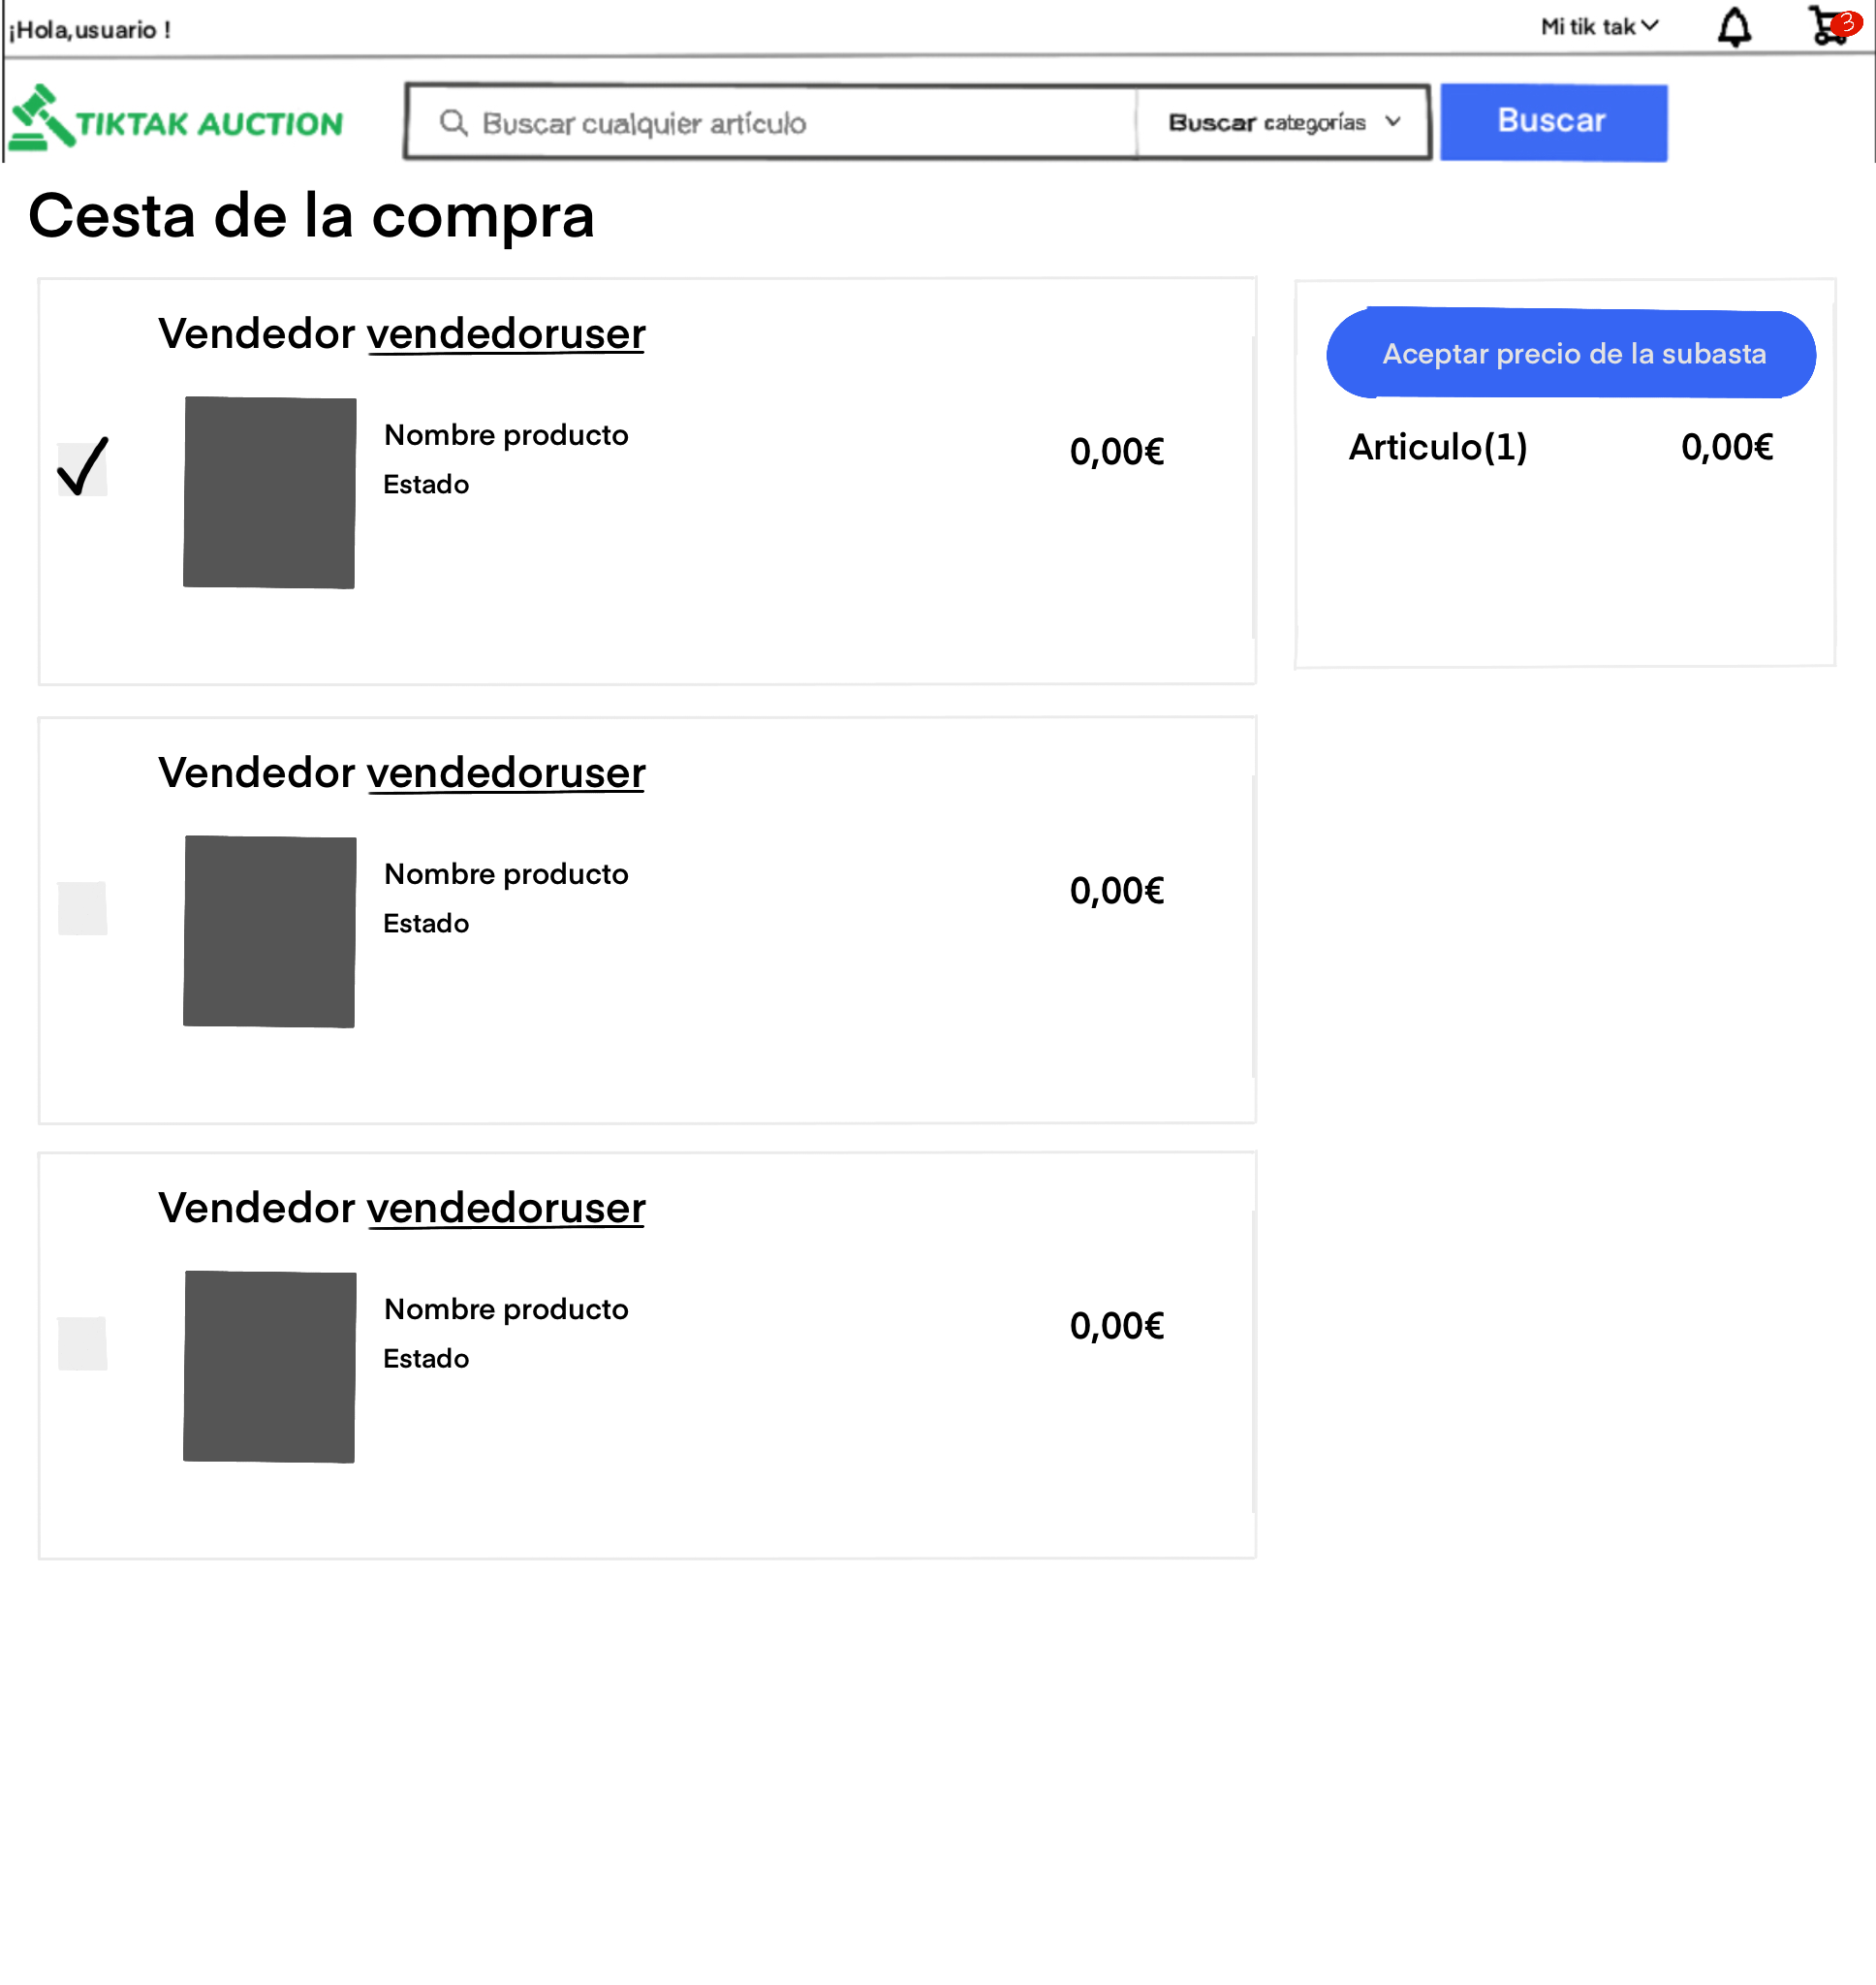 ¡Hola,usuario !
Mi tik tak
3
TIKTAK AUCTION
Buscar cualquier artículo
Buscar categorías
Buscar
Cesta de la compra
Vendedor vendedoruser
Nombre producto
Estado
0,00€
Aceptar precio de la subasta
Articulo(1) 0,00€
Vendedor vendedoruser
Nombre producto
Estado
0,00€
Vendedor vendedoruser
Nombre producto
Estado
0,00€